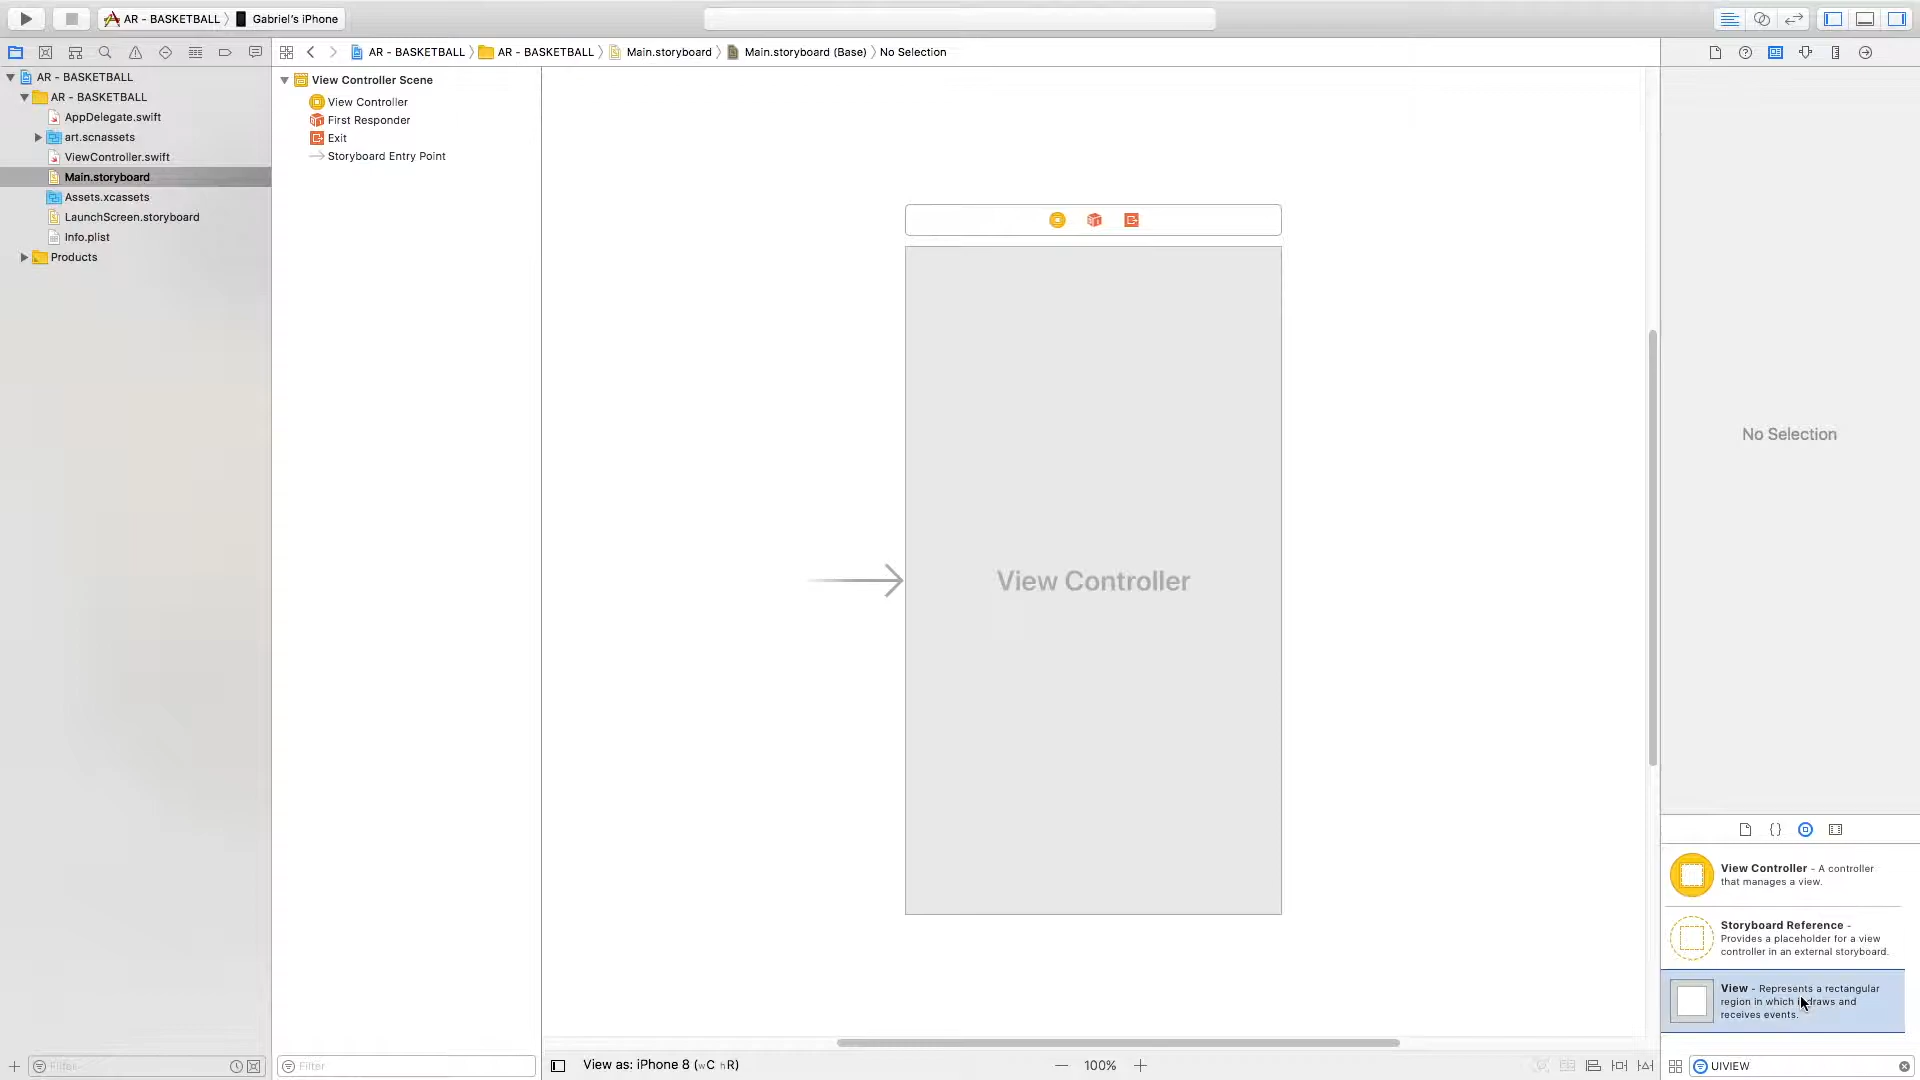 AR - BASKETBALL
Gabriel's iPhone
AR - BASKETBALL
AR - BASKETBALL
Main.storyboard
Main.storyboard (Base)
No Selection
AR - BASKETBALL
AR - BASKETBALL
AppDelegate.swift
art.scnassets
ViewController.swift
Main.storyboard
Assets.xcassets
LaunchScreen.storyboard
Info.plist
Products
Filter
View Controller Scene
View Controller
First Responder
Exit
Storyboard Entry Point
Filter
View Controller
View as: iPhone 8 (wC hR)
100%
No Selection
View Controller - A controller
that manages a view.
Storyboard Reference -
Provides a placeholder for a view
controller in an external storyboard.
View - Represents a rectangular
region in which it draws and
receives events.
UIVIEW